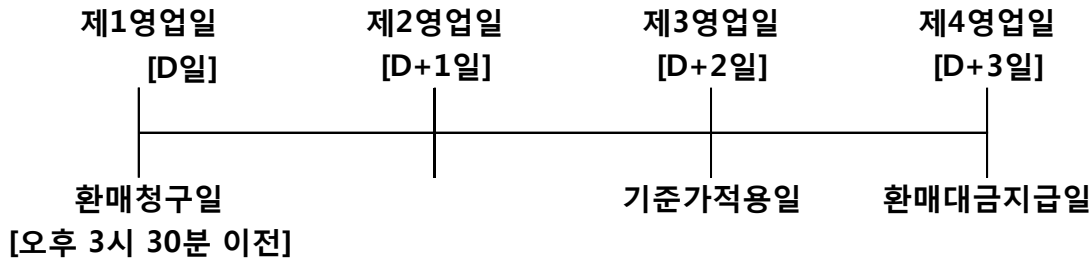 제1영업일 제2영업일 제3영업일 제4영업일
[D일] [D+1일] [D+2일] [D+3일]
환매청구일 기준가적용일 환매대금지급일
[오후 3시 30분 이전]